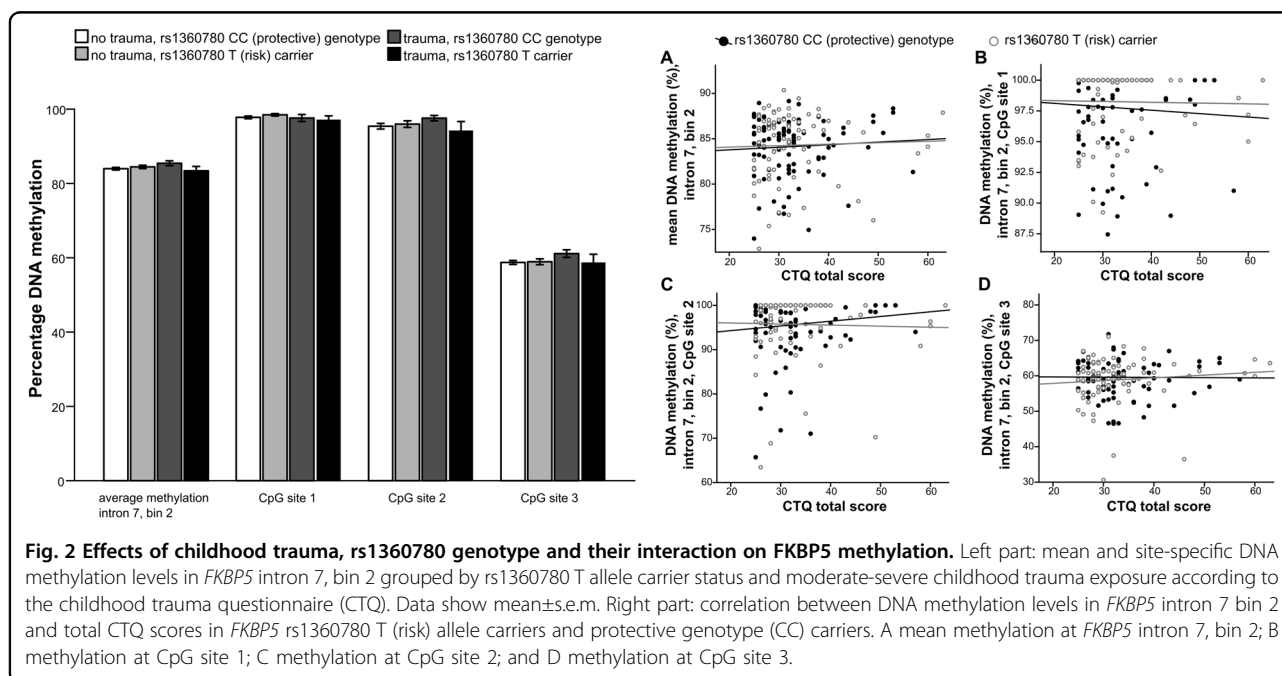 no trauma, rs1360780 CC (protective) genotype
trauma, rs1360780 CC genotype
no trauma, rs1360780 T (risk) carrier
trauma, rs1360780 T carrier
Percentage DNA methylation
100
80
60
40
20
0
average methylation
intron 7, bin 2
CpG site 1
CpG site 2
CpG site 3
rs1360780 CC (protective) genotype
rs1360780 T (risk) carrier
A
mean DNA methylation (%),
intron 7, bin 2
90
85
80
75
20 30 40 50 60
CTQ total score
B
DNA methylation (%),
intron 7, bin 2, CpG site 1
100.0
97.5
95.0
92.5
90.0
87.5
20 30 40 50 60
CTQ total score
C
DNA methylation (%),
intron 7, bin 2, CpG site 2
100
90
80
70
60
20 30 40 50 60
CTQ total score
D
DNA methylation (%),
intron 7, bin 2, CpG site 3
80
70
60
50
40
30
20 30 40 50 60
CTQ total score
Fig. 2 Effects of childhood trauma, rs1360780 genotype and their interaction on FKBP5 methylation. Left part: mean and site-specific DNA
methylation levels in FKBP5 intron 7, bin 2 grouped by rs1360780 T allele carrier status and moderate-severe childhood trauma exposure according to
the childhood trauma questionnaire (CTQ). Data show mean±s.e.m. Right part: correlation between DNA methylation levels in FKBP5 intron 7 bin 2
and total CTQ scores in FKBP5 rs1360780 T (risk) allele carriers and protective genotype (CC) carriers. A mean methylation at FKBP5 intron 7, bin 2; B
methylation at CpG site 1; C methylation at CpG site 2; and D methylation at CpG site 3.